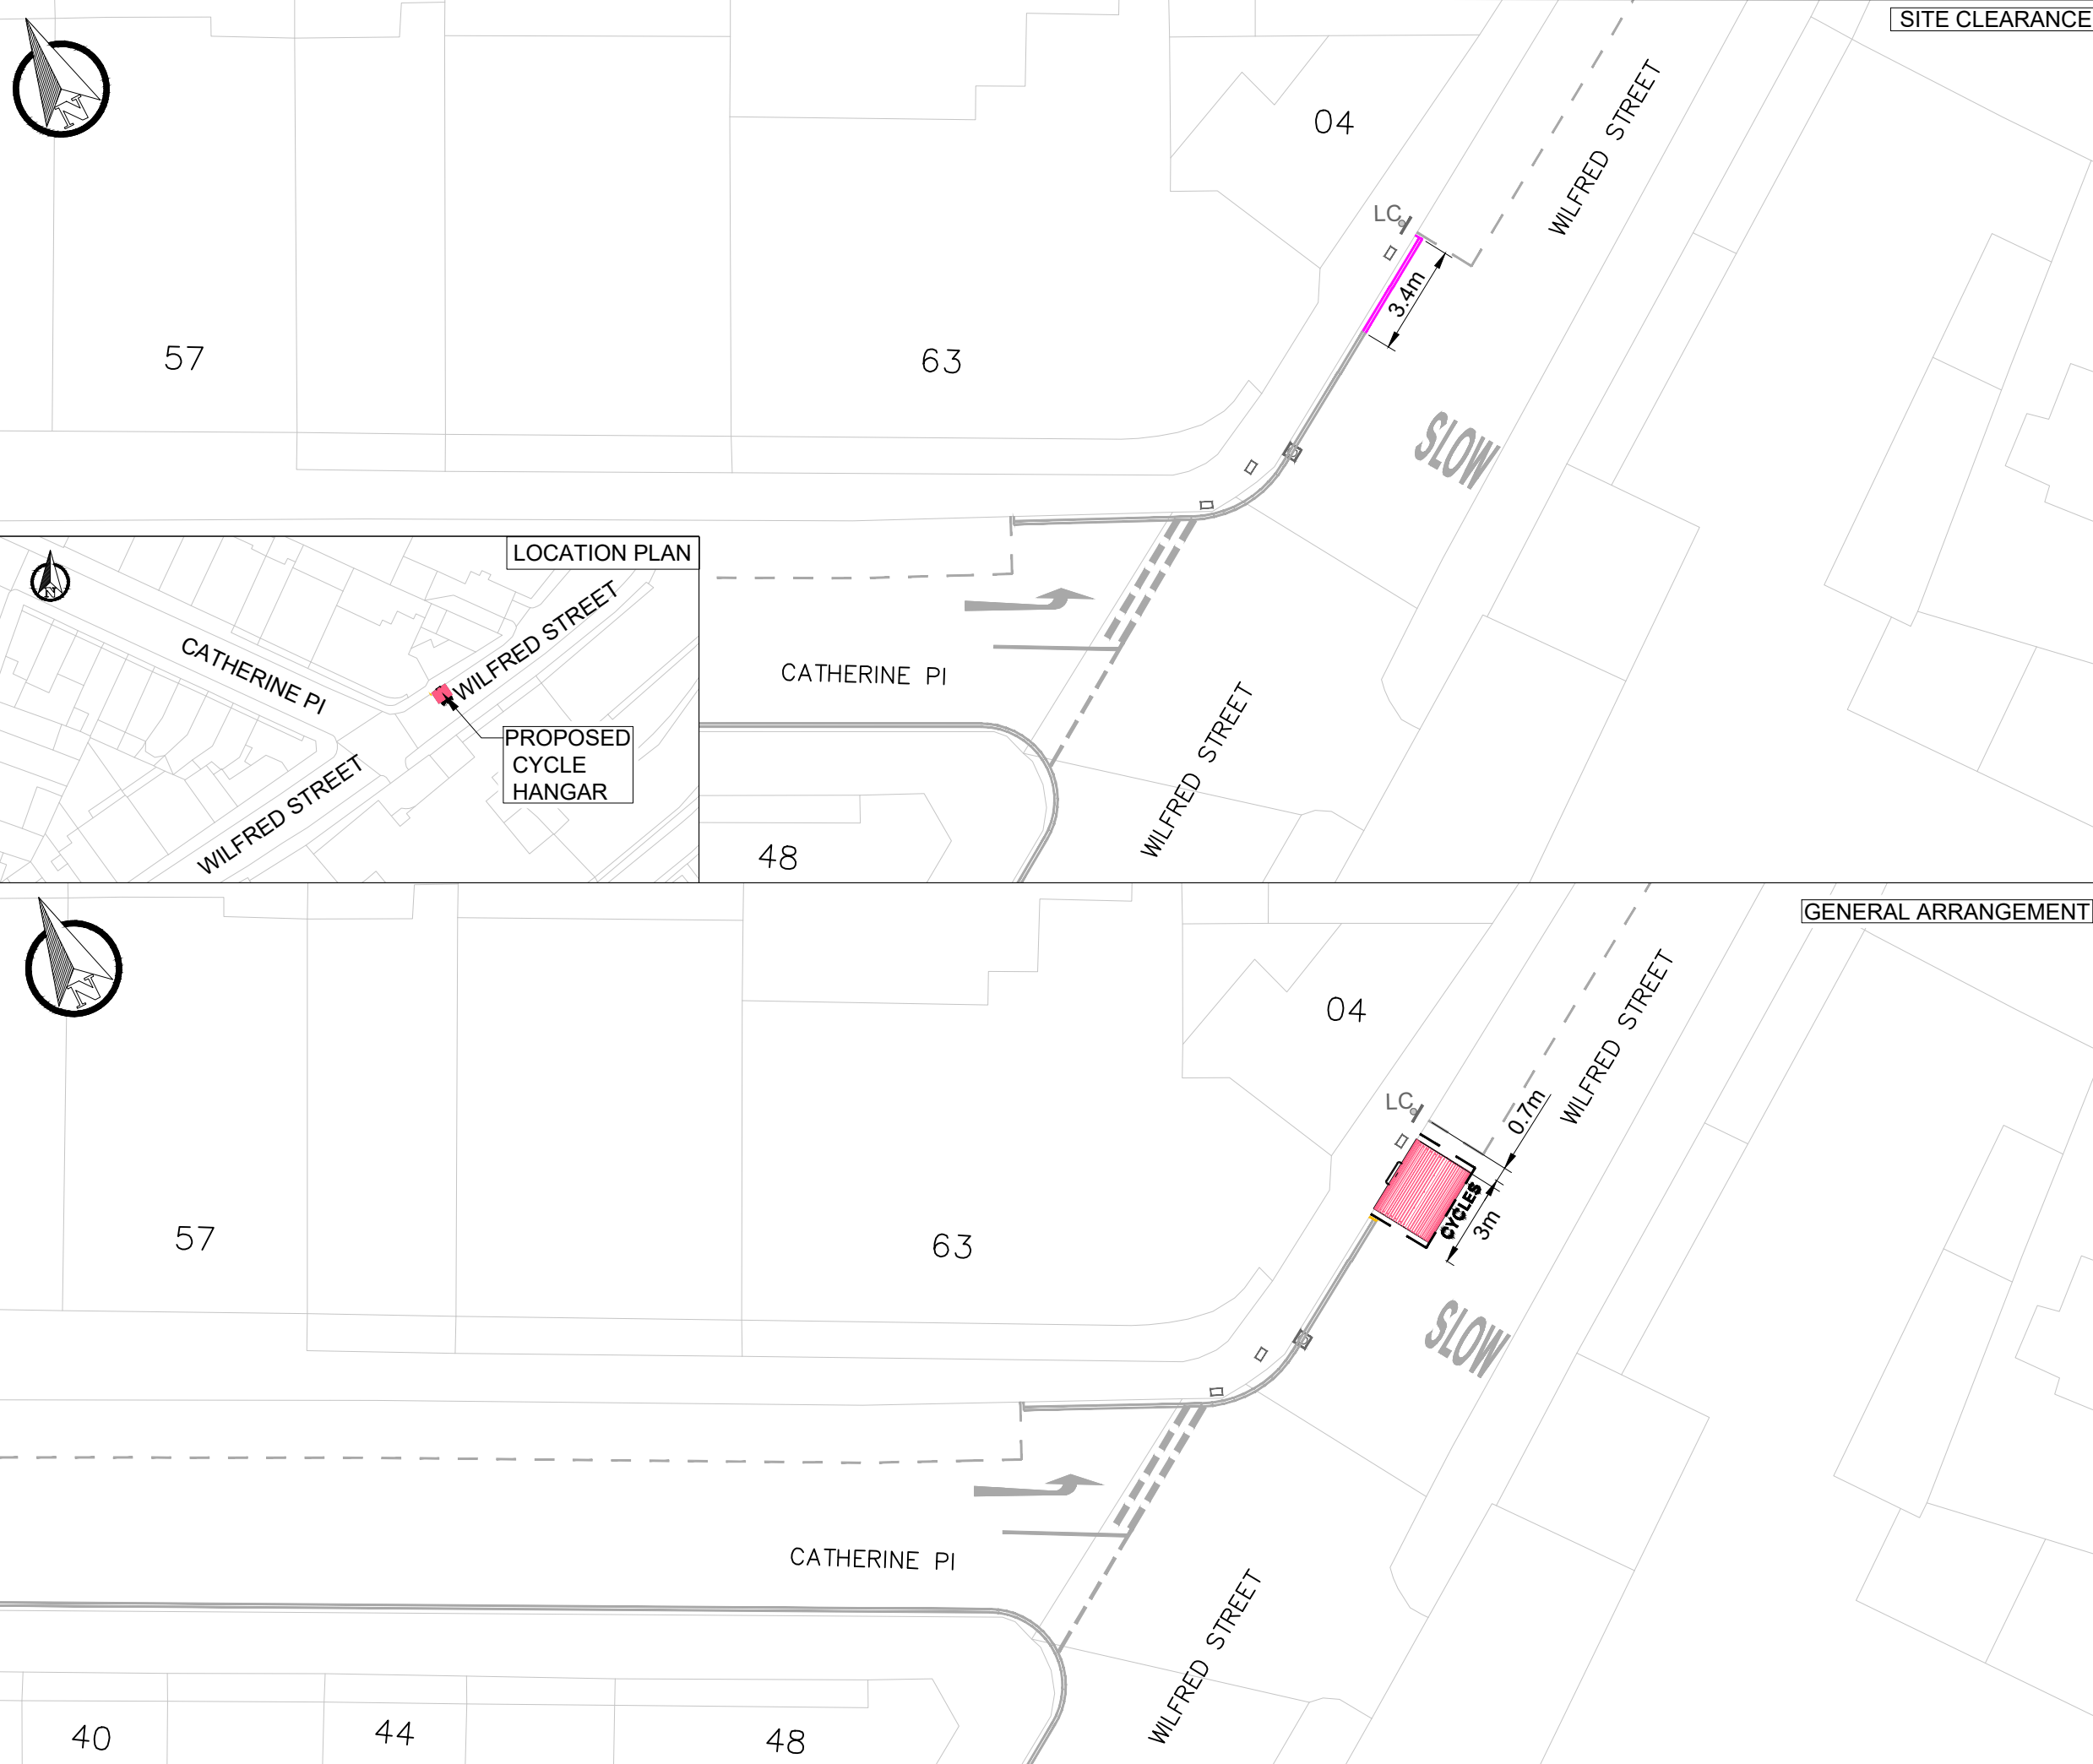 SITE CLEARANCE
N
04
WILFRED STREET
LC
3.4m
57
63
SLOW
LOCATION PLAN
N
CATHERINE Pl
WILFRED STREET
PROPOSED
CYCLE
HANGAR
WILFRED STREET
CATHERINE Pl
WILFRED STREET
48
GENERAL ARRANGEMENT
N
04
WILFRED STREET
LC
0.7m
CYCLES
3m
57
63
SLOW
CATHERINE Pl
WILFRED STREET
40
44
48